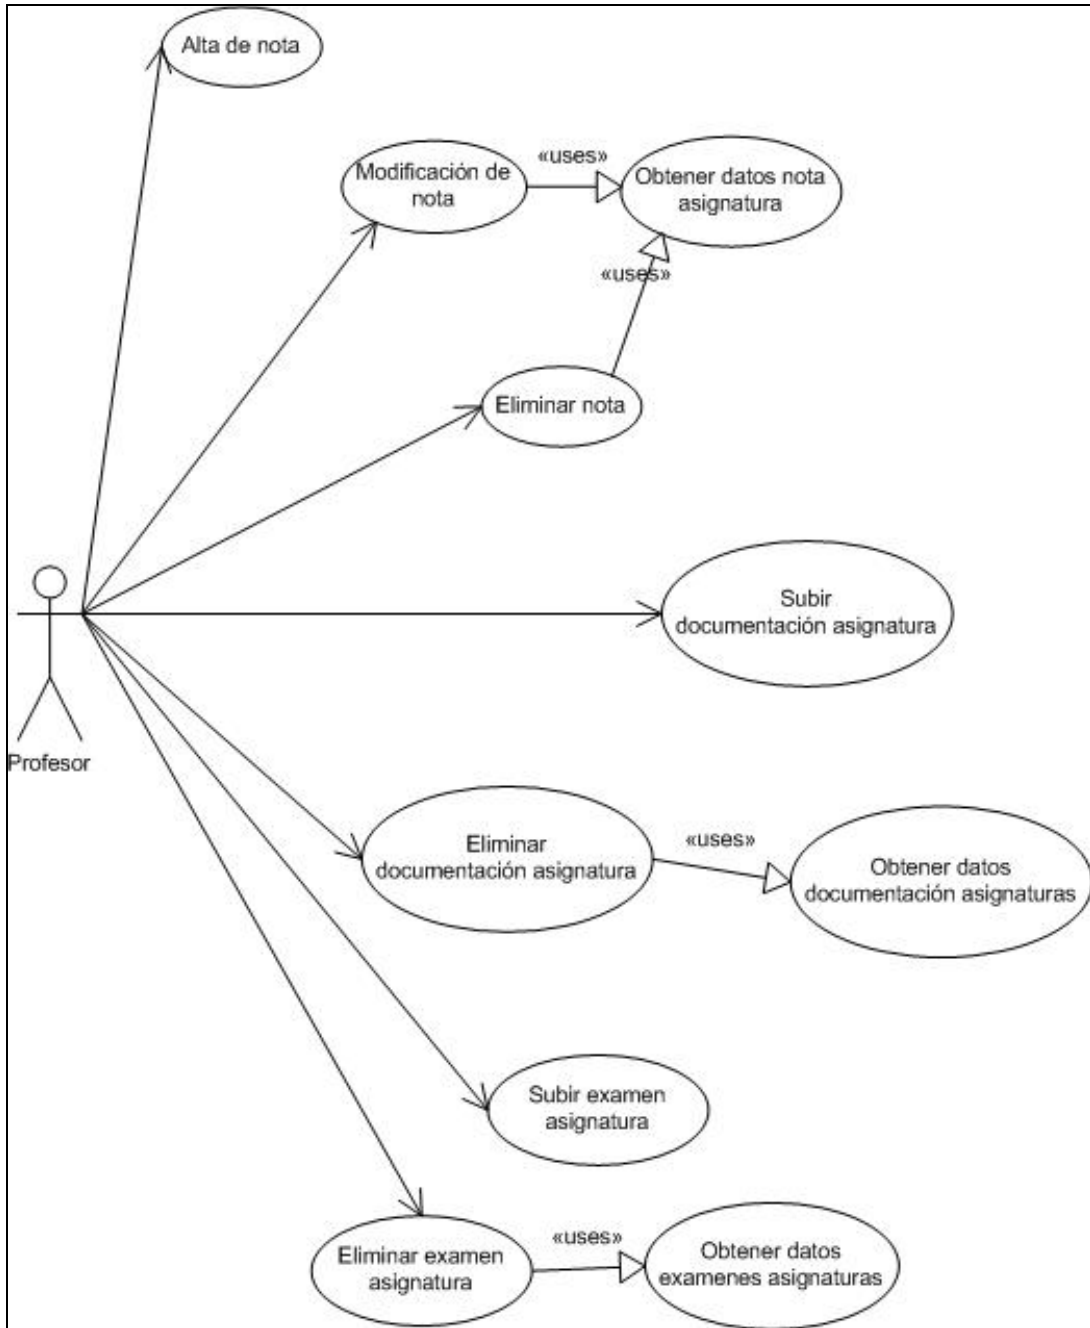 Alta de nota
Modificación de
nota
«uses»
Obtener datos nota
asignatura
«uses»
Eliminar nota
Subir
documentación asignatura
Profesor
Eliminar
documentación asignatura
«uses»
Obtener datos
documentación asignaturas
Subir examen
asignatura
Eliminar examen
asignatura
«uses»
Obtener datos
examenes asignaturas